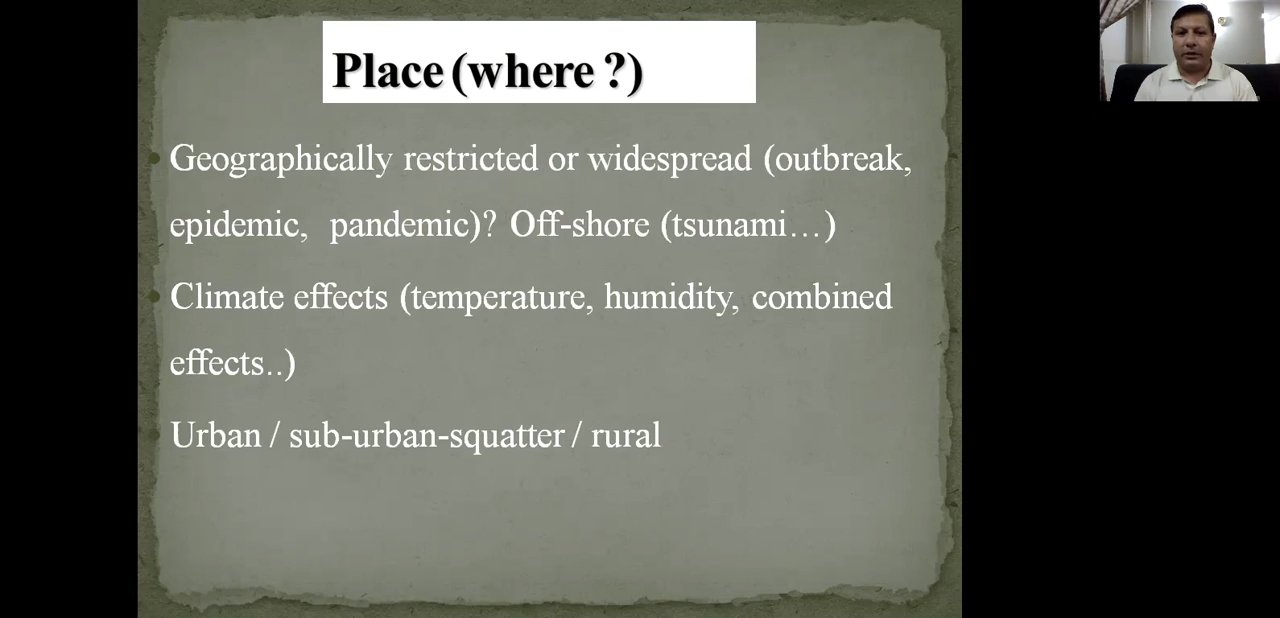 Place (where ?)
Geographically restricted or widespread (outbreak,
epidemic, pandemic)? Off-shore (tsunami…)
Climate effects (temperature, humidity, combined
effects..)
Urban / sub-urban-squatter / rural